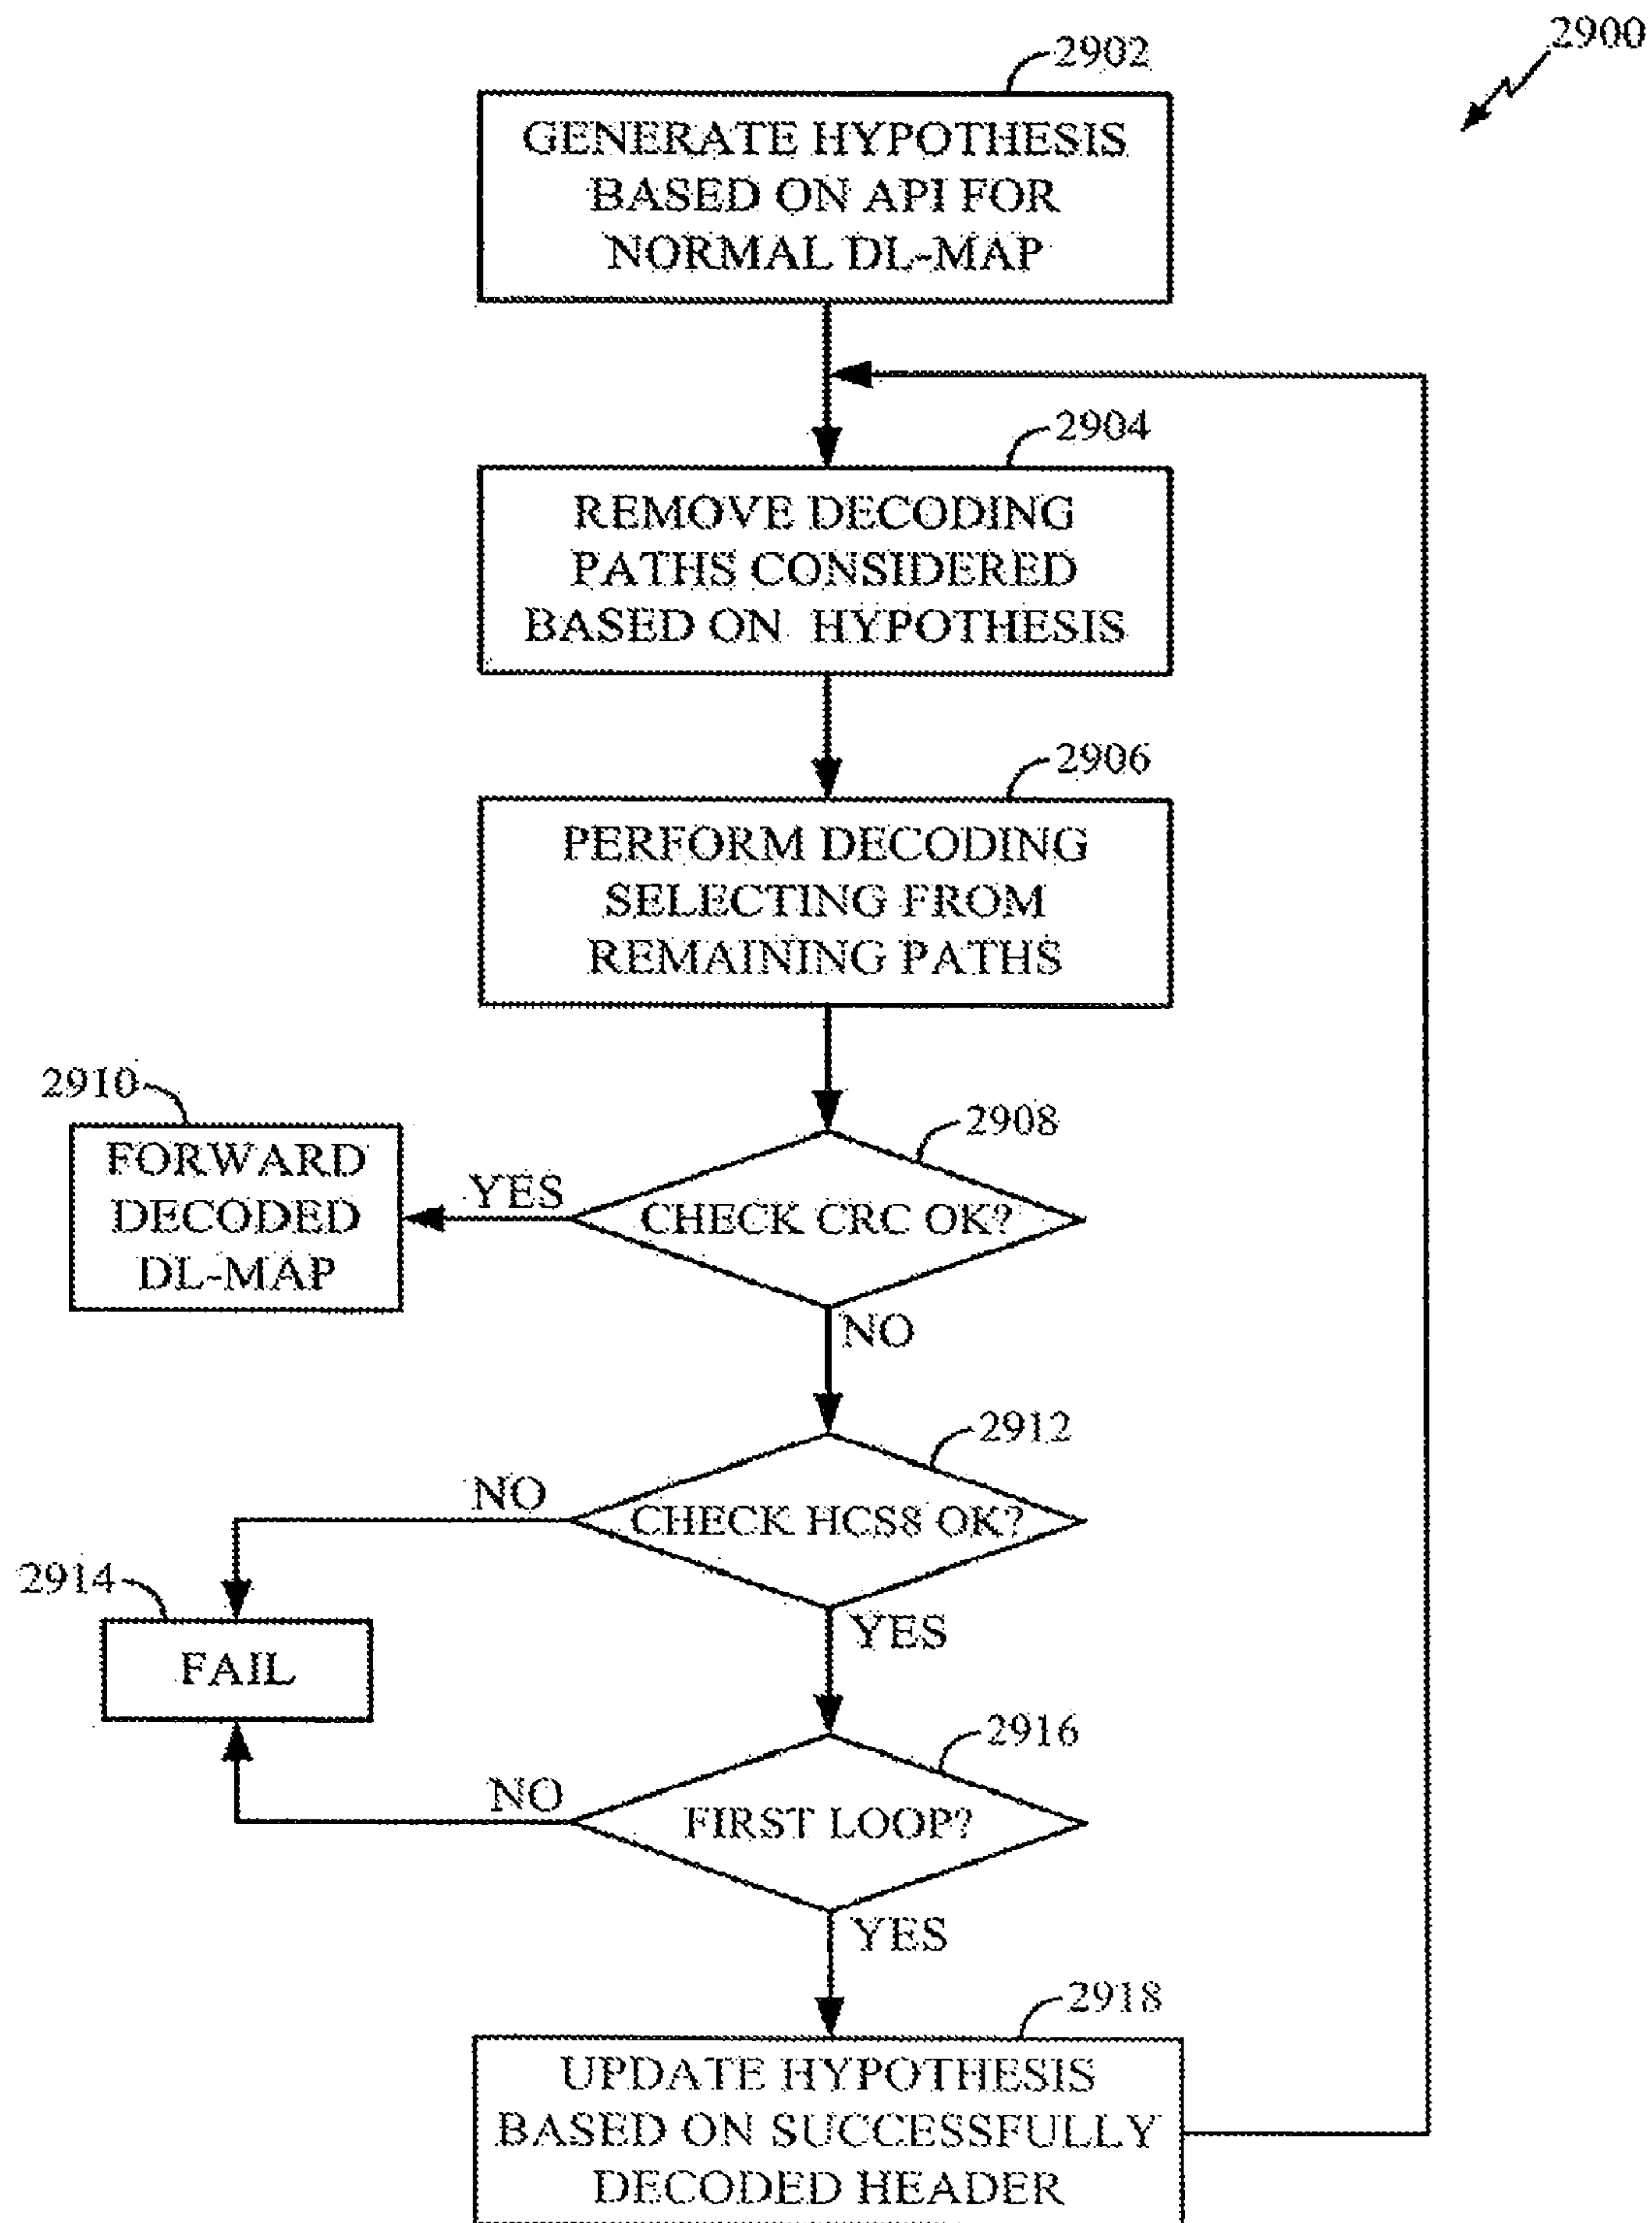 2900
2902
GENERATE HYPOTHESIS
BASED ON API FOR
NORMAL DL-MAP
2904
REMOVE DECODING
PATHS CONSIDERED
BASED ON HYPOTHESIS
2906
PERFORM DECODING
SELECTING FROM
REMAINING PATHS
2910
FORWARD
DECODED
DL-MAP
YES
2908
CHECK CRC OK?
NO
2912
CHECK HCS8 OK?
NO
2914
FAIL
YES
2916
FIRST LOOP?
NO
YES
2918
UPDATE HYPOTHESIS
BASED ON SUCCESSFULLY
DECODED HEADER